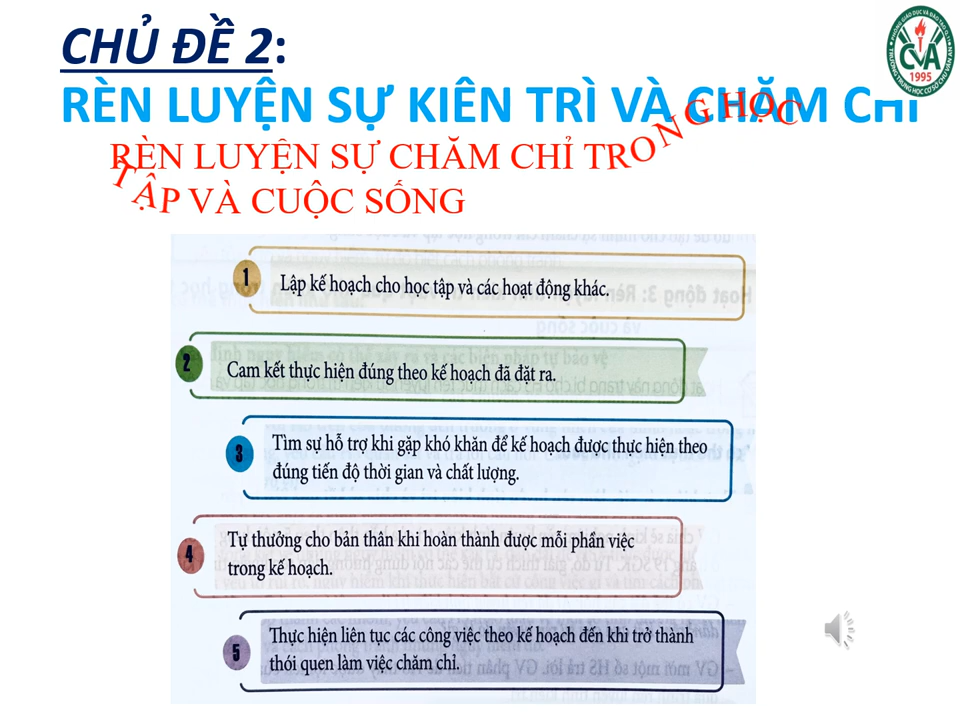 CHỦ ĐỀ 2:
RÈN LUYỆN SỰ KIÊN TRÌ VÀ CHĂM CHỈ
RÈN LUYỆN SỰ CHĂM CHỈ TRONG HỌC
TẬP VÀ CUỘC SỐNG
CVA
1995
1
Lập kế hoạch cho học tập và các hoạt động khác.
2
Cam kết thực hiện đúng theo kế hoạch đã đặt ra.
3
Tìm sự hỗ trợ khi gặp khó khăn để kế hoạch được thực hiện theo
đúng tiến độ thời gian và chất lượng.
4
Tự thưởng cho bản thân khi hoàn thành được mỗi phần việc
trong kế hoạch.
5
Thực hiện liên tục các công việc theo kế hoạch đến khi trở thành
thói quen làm việc chăm chỉ.